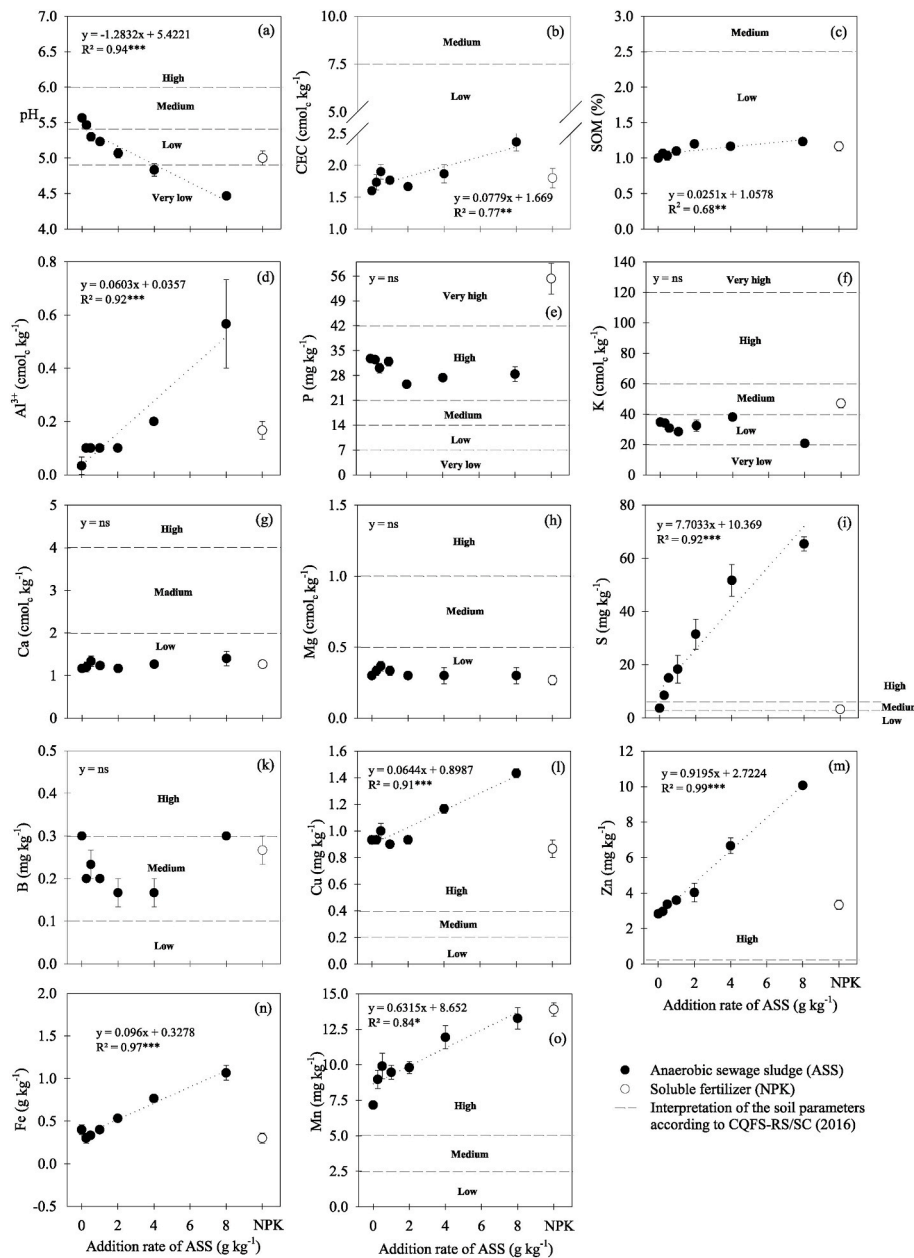 (a)
y = -1.2832x + 5.4221
R² = 0.94***
High
Medium
Low
Very low
pH
7.0
6.5
6.0
5.5
5.0
4.5
4.0
(b)
Medium
Low
y = 0.0779x + 1.669
R² = 0.77**
CEC (cmolc kg-1)
10.0
7.5
5.0
2.5
2.0
1.5
1.0
(c)
Medium
Low
y = 0.0251x + 1.0578
R² = 0.68**
SOM (%)
3.0
2.5
2.0
1.5
1.0
0.5
0.0
(d)
y = 0.0603x + 0.0357
R² = 0.92***
Al3+ (cmolc kg-1)
0.8
0.6
0.4
0.2
0.0
y = ns
Very high
(e)
High
Medium
Low
Very low
P (mg kg-1)
56
49
42
35
28
21
14
7
0
y = ns
Very high
(f)
High
Medium
Low
Very low
K (cmolc kg-1)
140
120
100
80
60
40
20
0
(g)
y = ns
High
Madium
Low
Ca (cmolc kg-1)
5
4
3
2
1
0
(h)
y = ns
High
Medium
Low
Mg (cmolc kg-1)
1.5
1.0
0.5
0.0
(i)
y = 7.7033x + 10.369
R² = 0.92***
High
Medium
Low
S (mg kg-1)
80
60
40
20
0
(k)
y = ns
High
Medium
Low
B (mg kg-1)
0.5
0.4
0.3
0.2
0.1
0.0
(l)
y = 0.0644x + 0.8987
R² = 0.91***
High
Medium
Low
Cu (mg kg-1)
1.6
1.4
1.2
1.0
0.8
0.6
0.4
0.2
0.0
(m)
y = 0.9195x + 2.7224
R² = 0.99***
High
Zn (mg kg-1)
12
10
8
6
4
2
0
0 2 4 6 8 NPK
Addition rate of ASS (g kg-1)
(n)
y = 0.096x + 0.3278
R² = 0.97***
Fe (g kg-1)
2.0
1.5
1.0
0.5
0.0
-0.5
0 2 4 6 8 NPK
Addition rate of ASS (g kg-1)
y = 0.6315x + 8.652
R² = 0.84*
(o)
High
Medium
Low
Mn (mg kg-1)
15.0
12.5
10.0
7.5
5.0
2.5
0.0
0 2 4 6 8 NPK
Addition rate of ASS (g kg-1)
Anaerobic sewage sludge (ASS)
Soluble fertilizer (NPK)
Interpretation of the soil parameters
according to CQFS-RS/SC (2016)